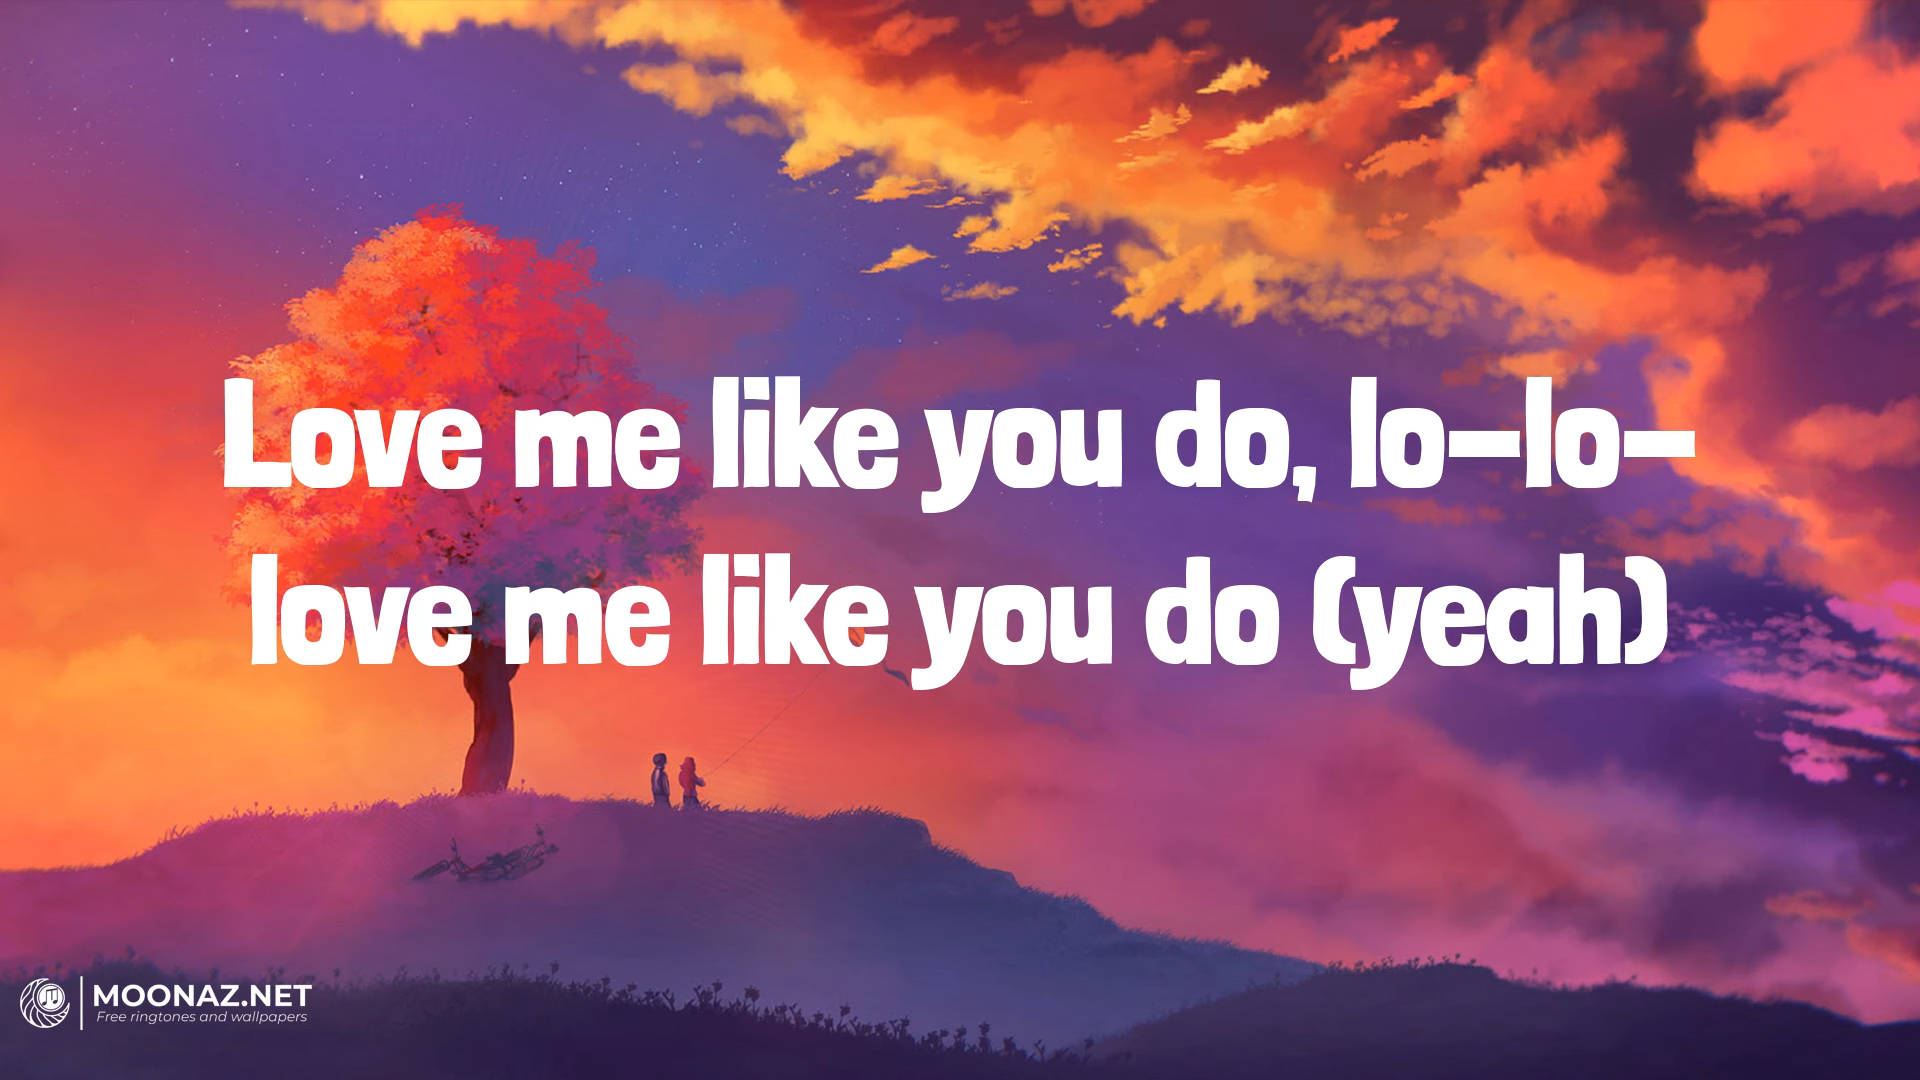 Love me like you do, lo-lo-
love me like you do (yeah)
MOONAZ.NET
Free ringtones and wallpapers